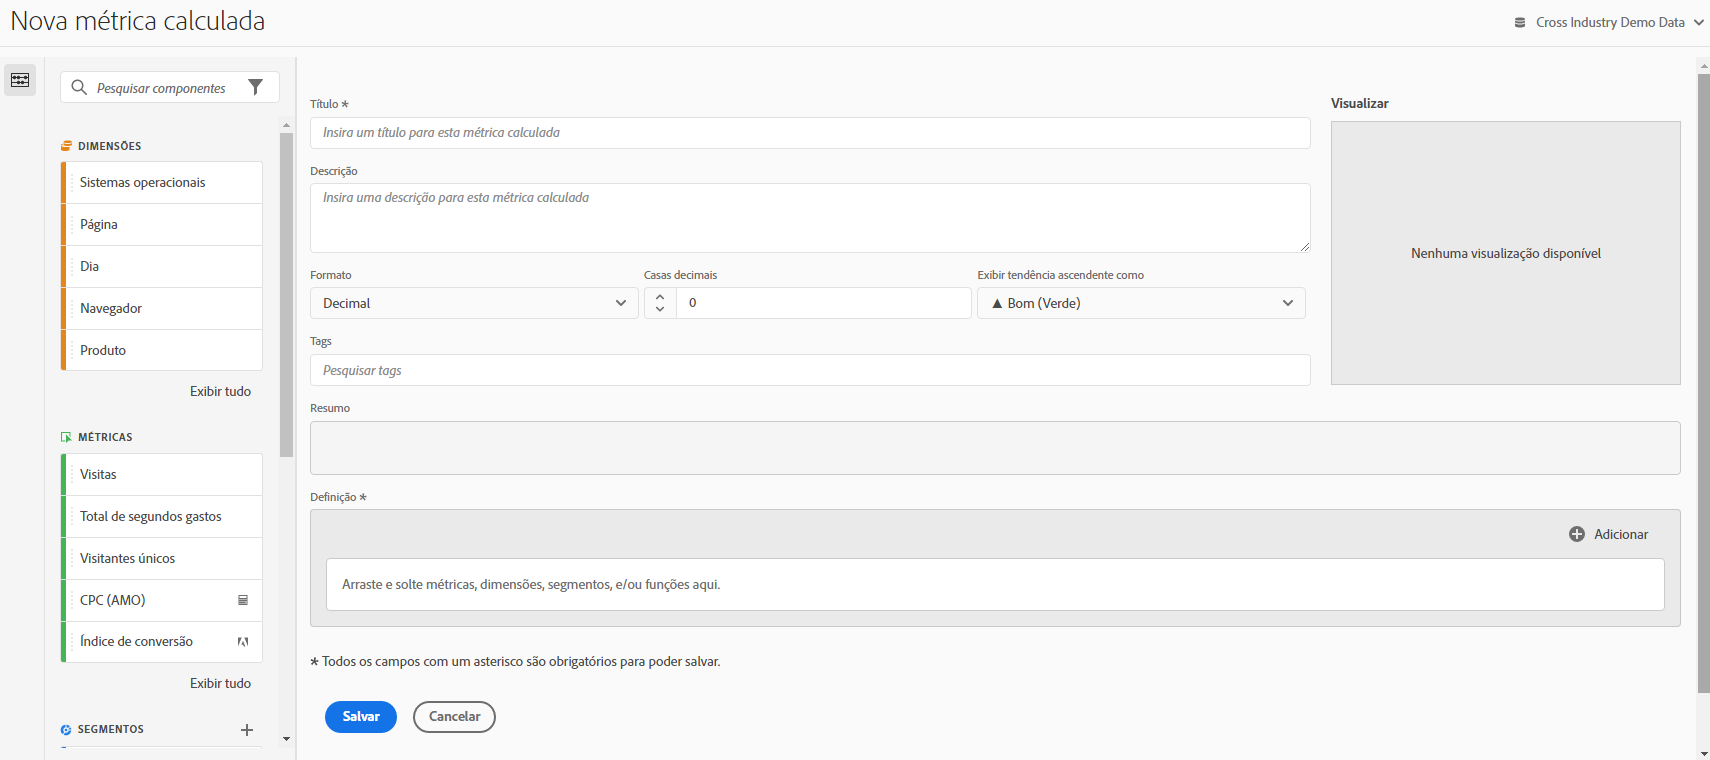 Nova métrica calculada
Cross Industry Demo Data
Pesquisar componentes
DIMENSÕES
Sistemas operacionais
Página
Dia
Navegador
Produto
Exibir tudo
MÉTRICAS
Visitas
Total de segundos gastos
Visitantes únicos
CPC (AMO)
Índice de conversão
Exibir tudo
SEGMENTOS
Título *
Insira um título para esta métrica calculada
Descrição
Insira uma descrição para esta métrica calculada
Formato
Decimal
Casas decimais
0
Exibir tendência ascendente como
▲ Bom (Verde)
Tags
Pesquisar tags
Visualizar
Nenhuma visualização disponível
Resumo
Definição *
Adicionar
Arraste e solte métricas, dimensões, segmentos, e/ou funções aqui.
* Todos os campos com um asterisco são obrigatórios para poder salvar.
Salvar
Cancelar